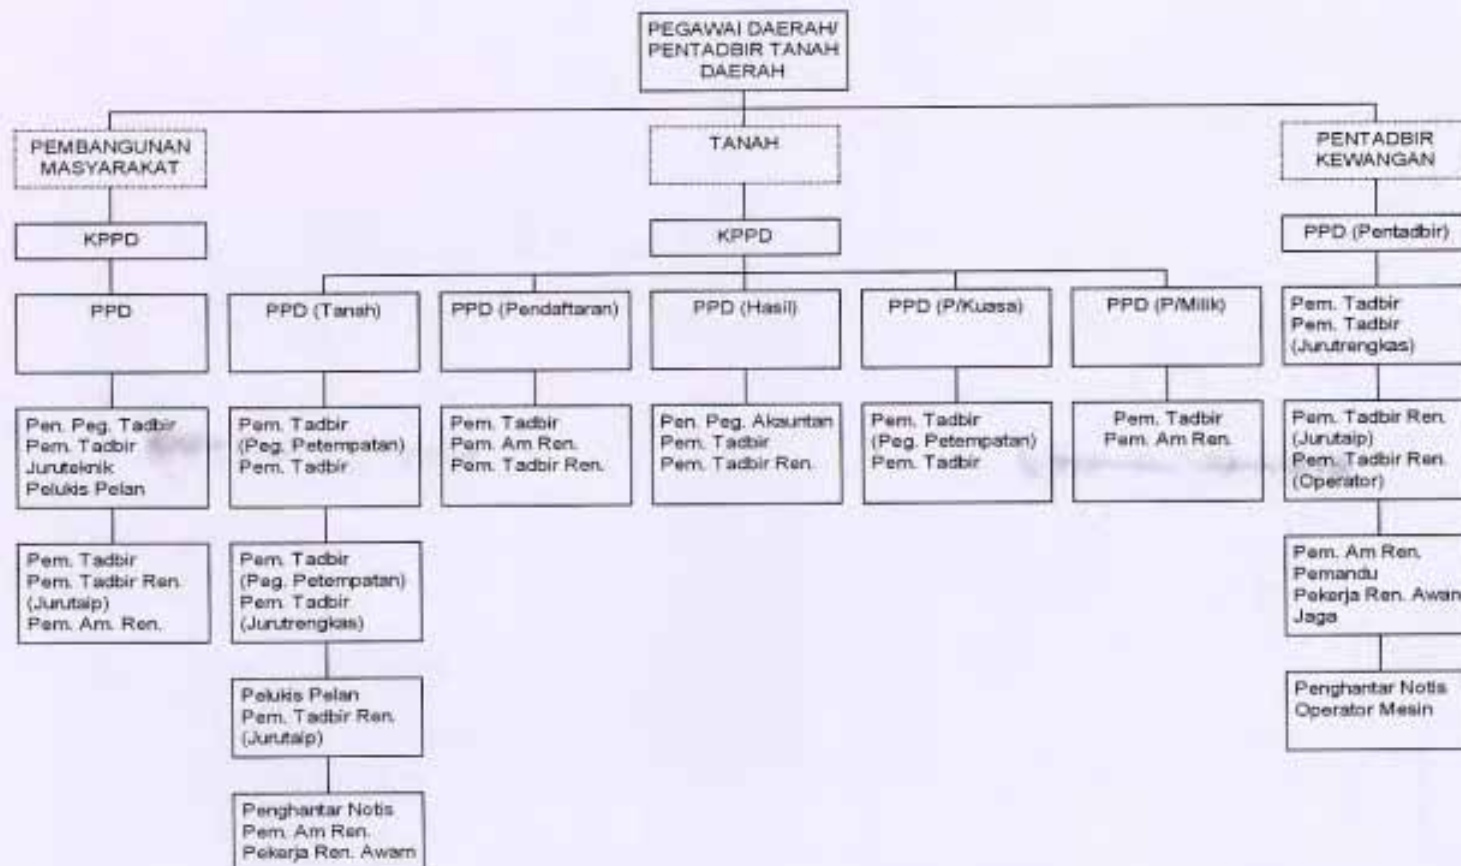 PEGAWAI DAERAH/
PENTADBIR TANAH
DAERAH
PEMBANGUNAN
MASYARAKAT
TANAH
PENTADBIR
KEWANGAN
KPPD
KPPD
PPD (Pentadbir)
PPD
PPD (Tanah)
PPD (Pendaftaran)
PPD (Hasil)
PPD (P/Kuasa)
PPD (P/Milik)
Pem. Tadbir
Pem. Tadbir
(Jurutrengkas)
Pen. Peg. Tadbir
Pem. Tadbir
Juruteknik
Pelukis Pelan
Pem. Tadbir
(Peg. Petempatan)
Pem. Tadbir
Pem. Tadbir
Pem. Am Ren.
Pem. Tadbir Ren.
Pen. Peg. Akauntan
Pem. Tadbir
Pem. Tadbir Ren.
Pem. Tadbir
(Peg. Petempatan)
Pem. Tadbir
Pem. Tadbir
Pem. Am Ren.
Pem. Tadbir Ren.
(Jurutaip)
Pem. Tadbir Ren.
(Operator)
Pem. Tadbir
Pem. Tadbir Ren.
(Jurutaip)
Pem. Am. Ren.
Pem. Tadbir
(Peg. Petempatan)
Pem. Tadbir
(Jurutrengkas)
Pem. Am Ren.
Pemandu
Pekerja Ren. Awam
Jaga
Pelukis Pelan
Pem. Tadbir Ren.
(Jurutaip)
Penghantar Notis
Operator Mesin
Penghantar Notis
Pem. Am Ren.
Pekerja Ren. Awam